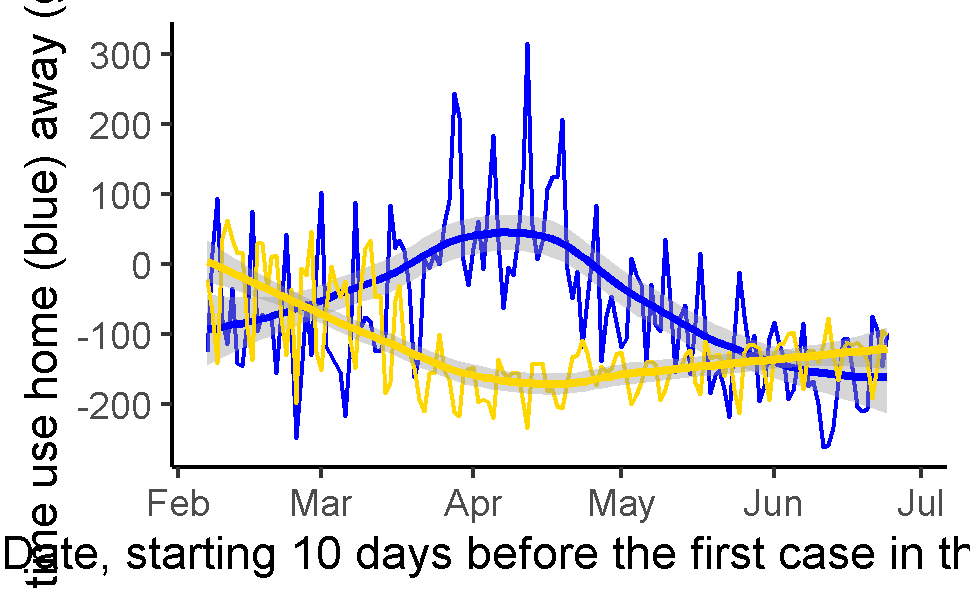 time use home (blue) away (
300
200
100
0
-100
-200
Feb Mar Apr May Jun Jul
Date, starting 10 days before the first case in th